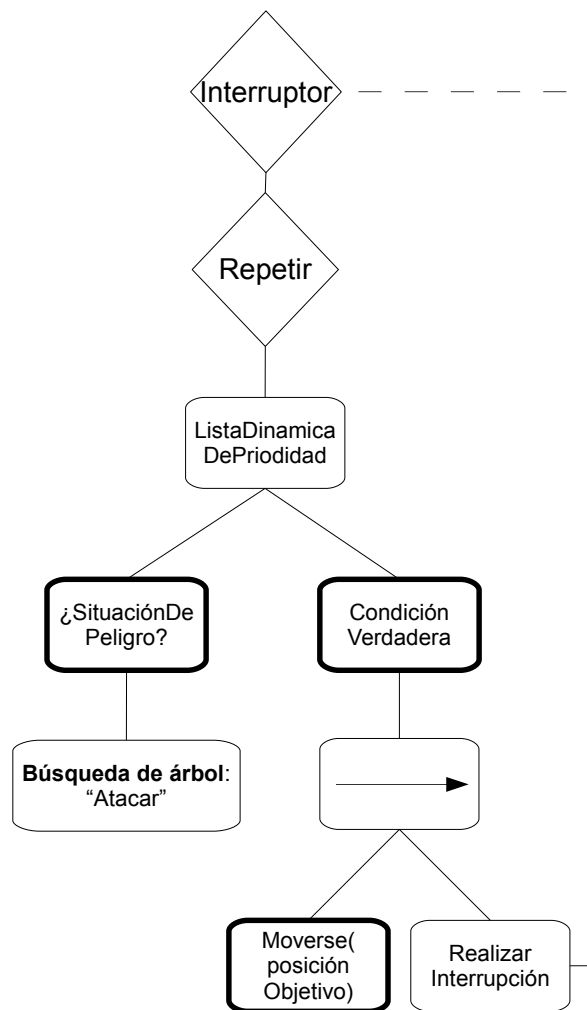 Interruptor
Repetir
ListaDinamica
DePriodidad
¿SituaciónDe
Peligro?
Condición
Verdadera
Búsqueda de árbol:
“Atacar”
Moverse(
posición
Objetivo)
Realizar
Interrupción